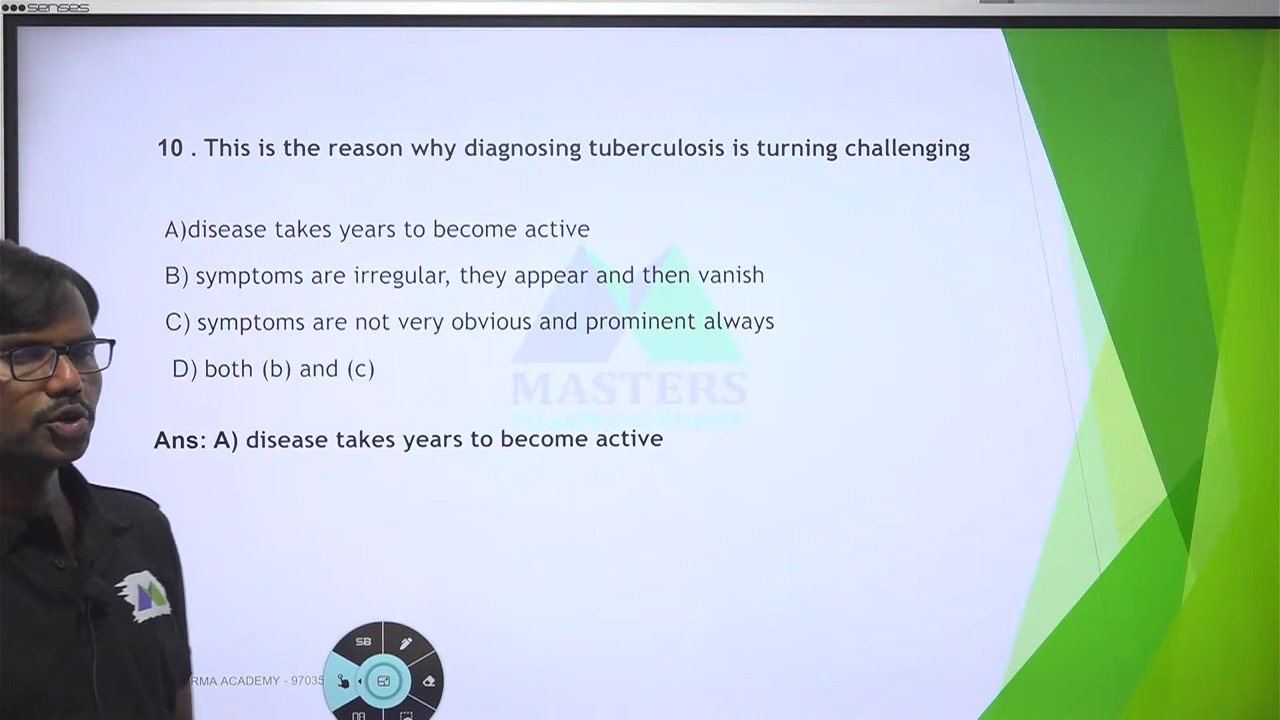 senses
10 . This is the reason why diagnosing tuberculosis is turning challenging
A)disease takes years to become active
B) symptoms are irregular, they appear and then vanish
C) symptoms are not very obvious and prominent always
D) both (b) and (c)
MASTERS
Ans: A) disease takes years to become active
SB
RMA ACADEMY - 97035